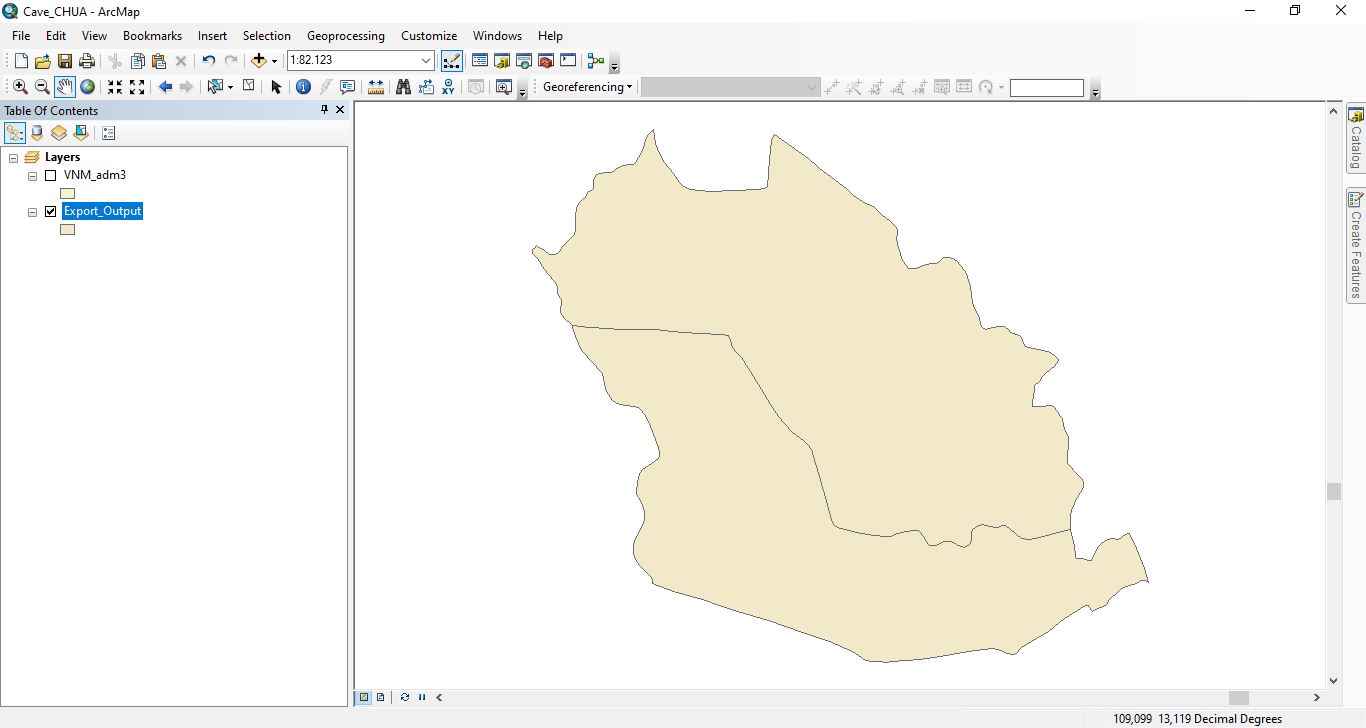 Cave_CHUA - ArcMap
File Edit View Bookmarks Insert Selection Geoprocessing Customize Windows Help
1:82.123
Georeferencing
Table Of Contents
Layers
VNM_adm3
Export_Output
Catalog
Create Features
109,099 13,119 Decimal Degrees